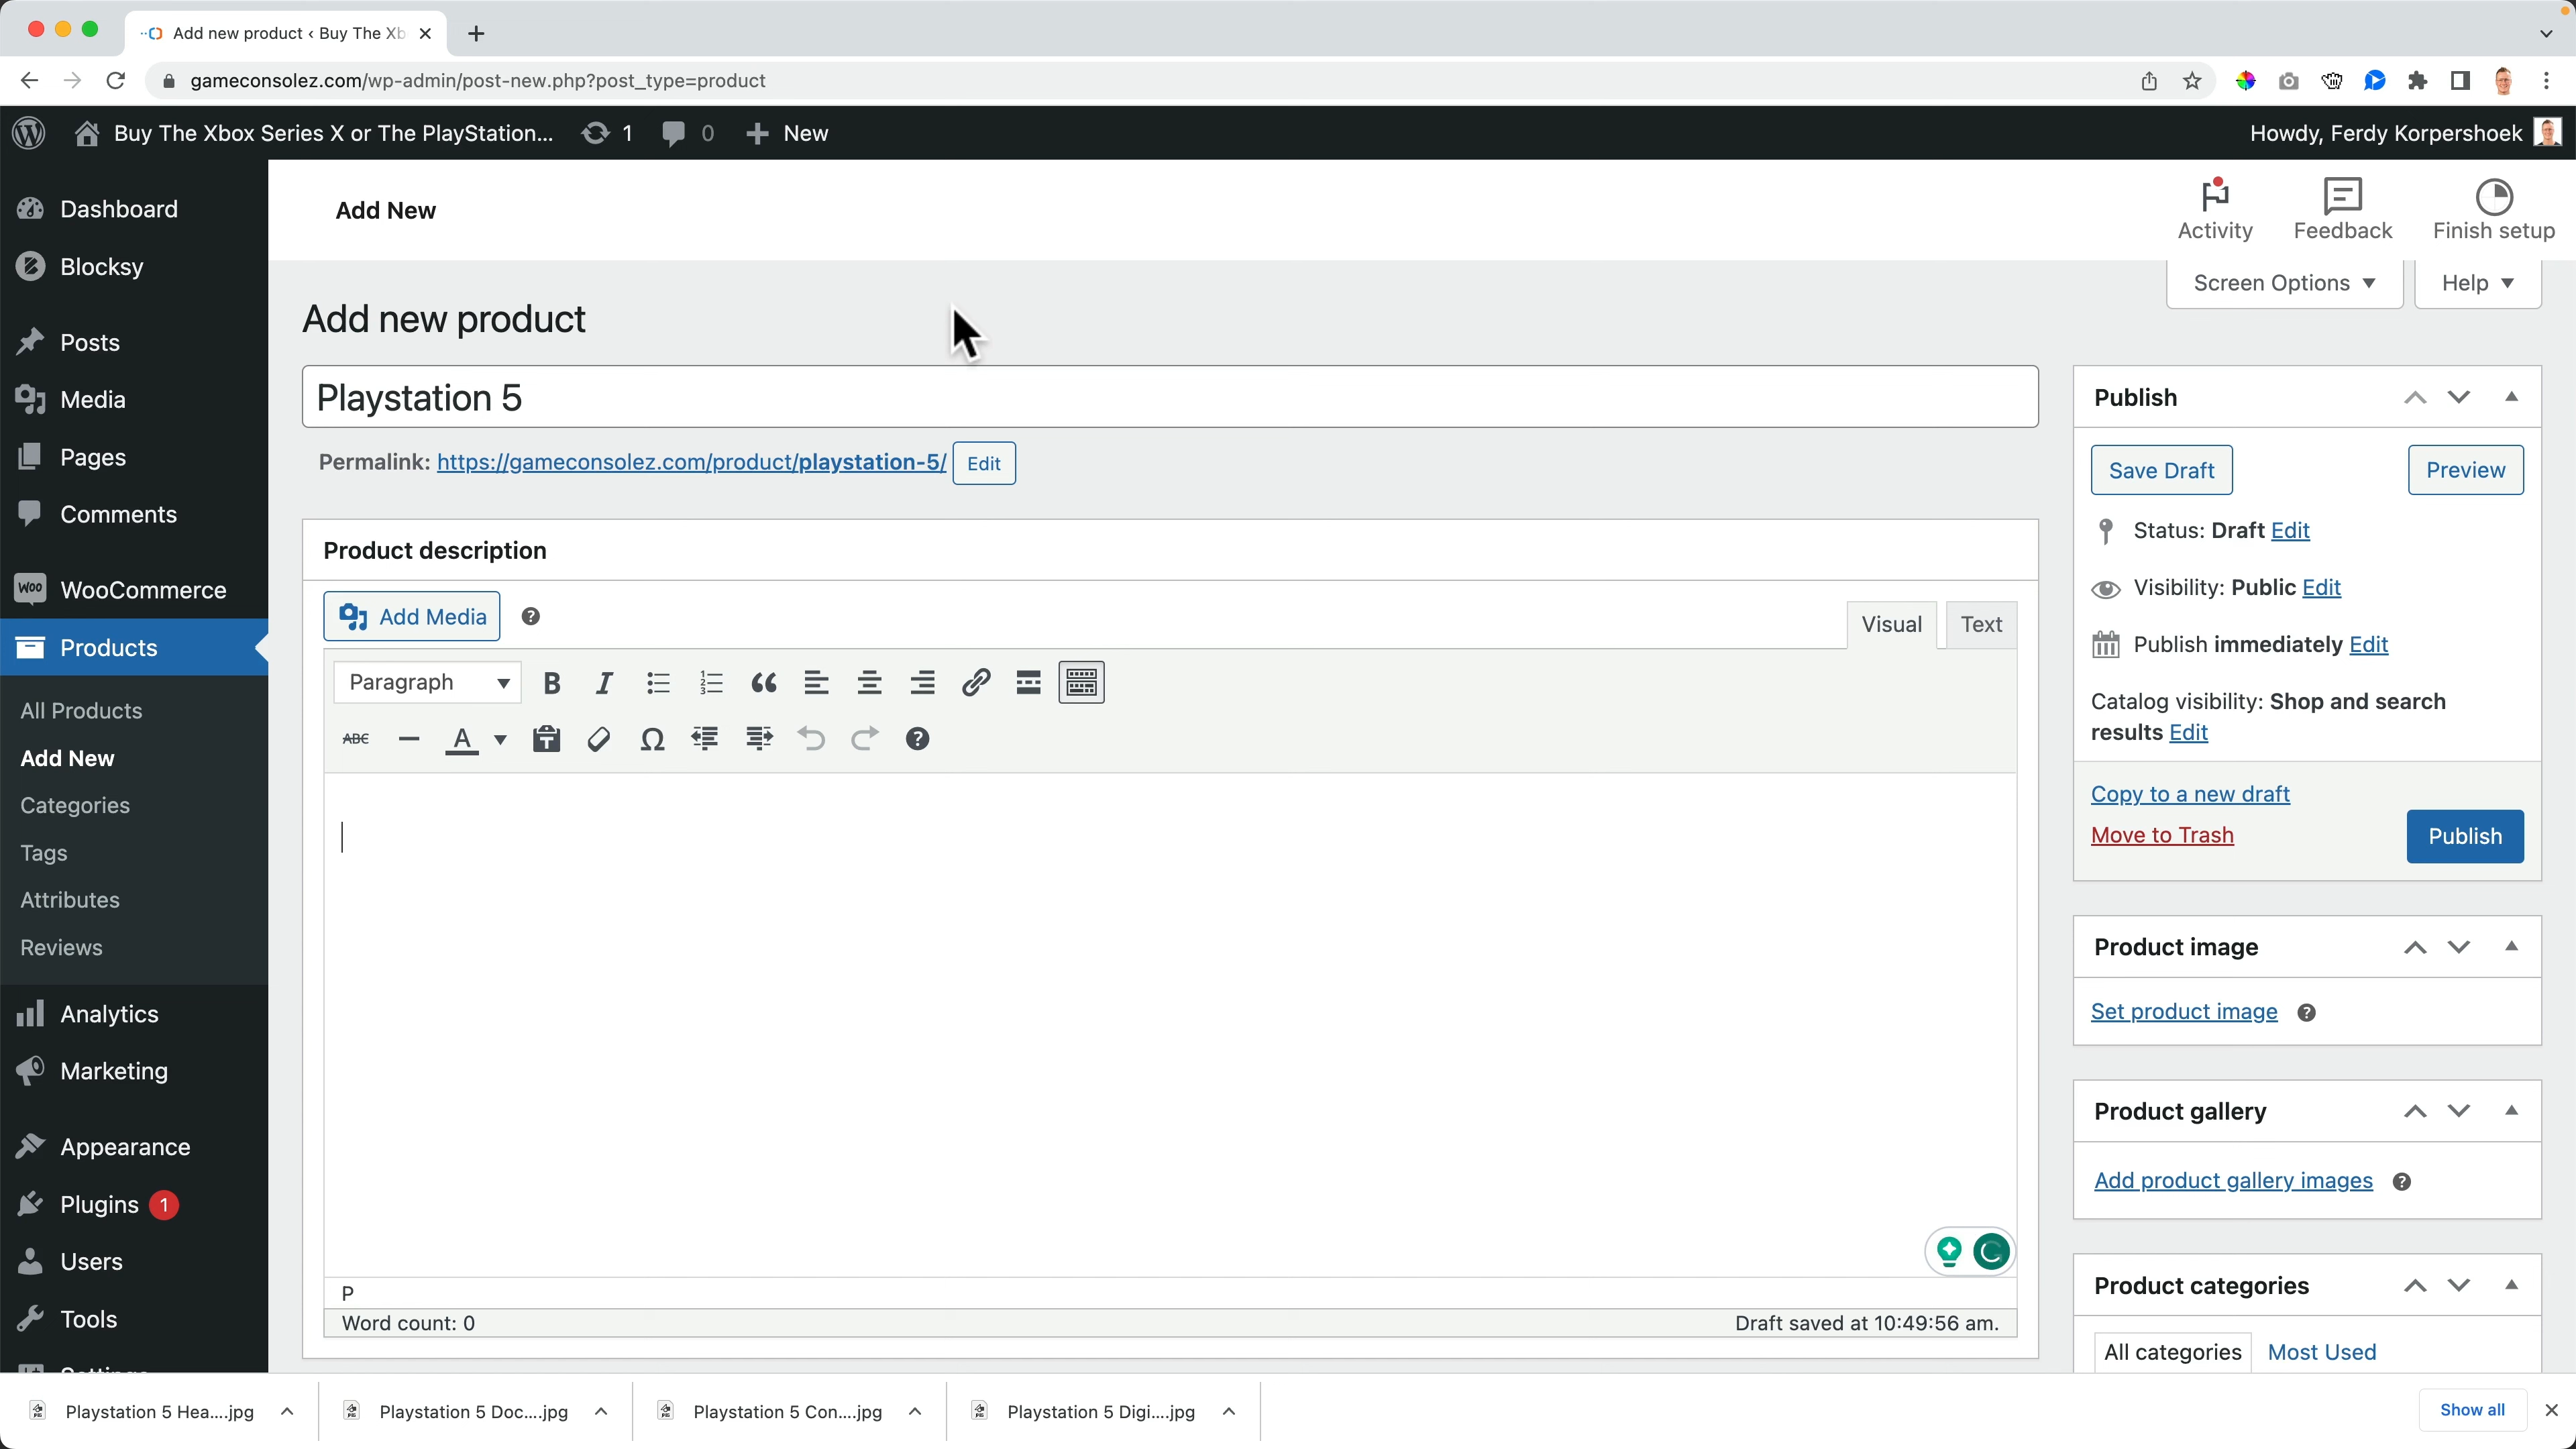 Add new product ‹ Buy The Xb
gameconsolez.com/wp-admin/post-new.php?post_type=product
Buy The Xbox Series X or The PlayStation... 1 0 New
Howdy, Ferdy Korpershoek
Dashboard
Blocksy
Posts
Media
Pages
Comments
WooCommerce
Products
All Products
Add New
Categories
Tags
Attributes
Reviews
Analytics
Marketing
Appearance
Plugins 1
Users
Tools
Add New
Activity
Feedback
Finish setup
Screen Options
Help
Add new product
Playstation 5
Permalink: https://gameconsolez.com/product/playstation-5/ Edit
Product description
Add Media
Visual Text
Paragraph
P
Word count: 0
Draft saved at 10:49:56 am.
Publish
Save Draft
Preview
Status: Draft Edit
Visibility: Public Edit
Publish immediately Edit
Catalog visibility: Shop and search
results Edit
Copy to a new draft
Move to Trash
Publish
Product image
Set product image
Product gallery
Add product gallery images
Product categories
All categories Most Used
Playstation 5 Hea....jpg
Playstation 5 Doc....jpg
Playstation 5 Con....jpg
Playstation 5 Digi....jpg
Show all